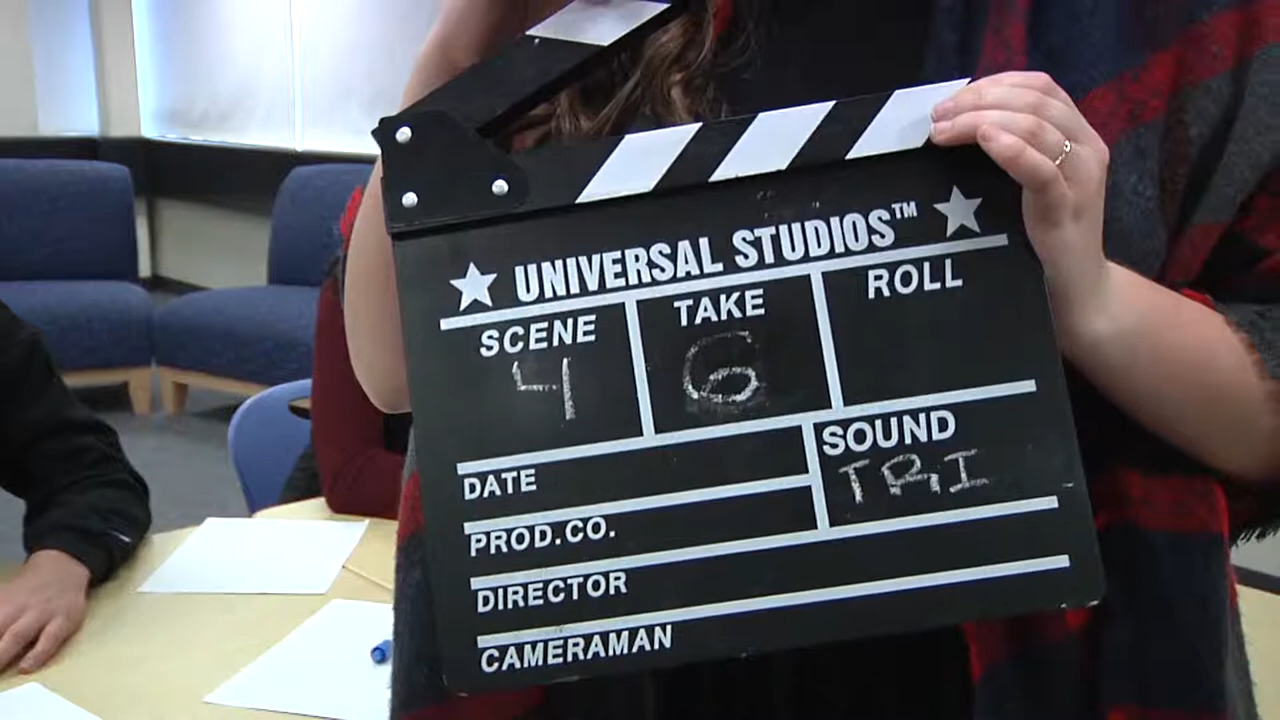 UNIVERSAL STUDIOS™
SCENE TAKE ROLL
4 6
SOUND
TRI
DATE
PROD.CO.
DIRECTOR
CAMERAMAN